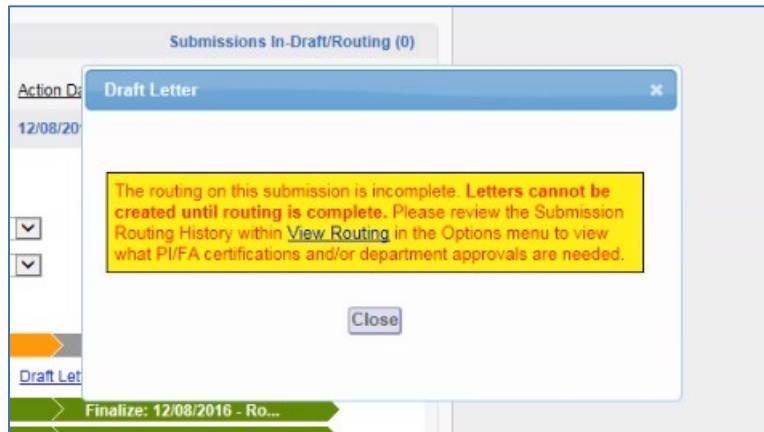 Submissions In-Draft/Routing (0)
Action Da
Draft Letter
12/08/20
The routing on this submission is incomplete. Letters cannot be
created until routing is complete. Please review the Submission
Routing History within View Routing in the Options menu to view
what PI/FA certifications and/or department approvals are needed.
Close
Draft Let
Finalize: 12/08/2016 - Ro...